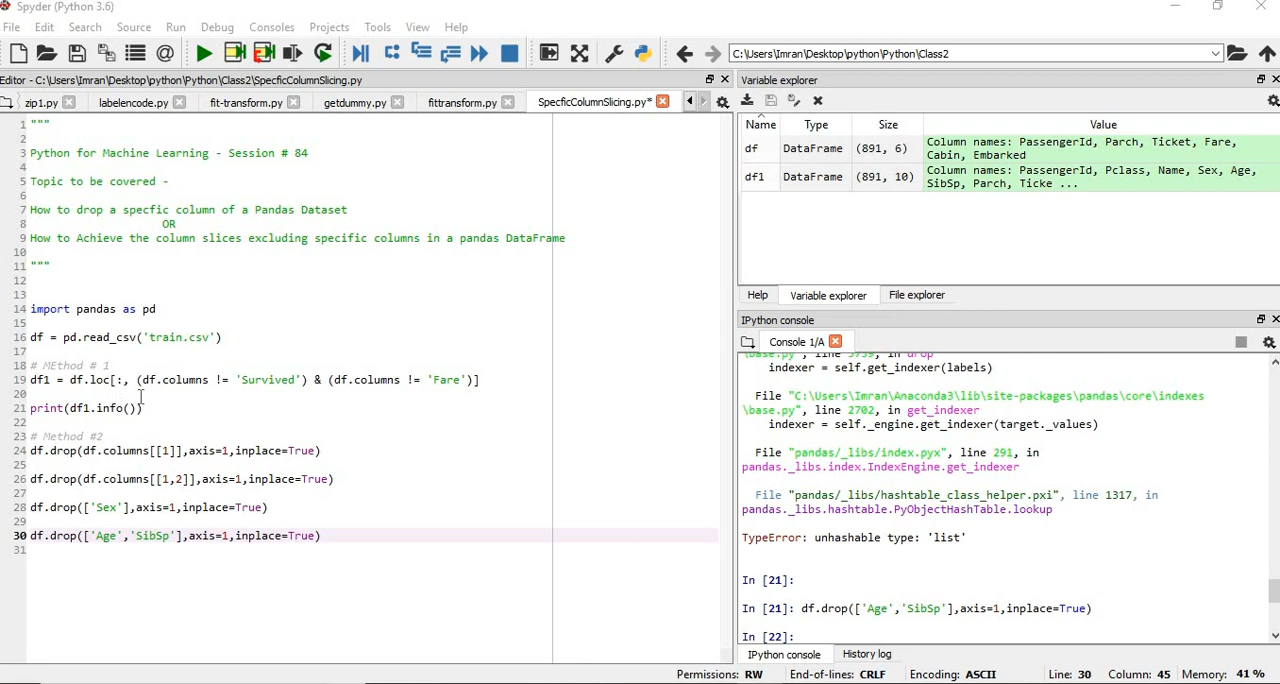 Spyder (Python 3.6)
File Edit Search Source Run Debug Consoles Projects Tools View Help
C:\Users\Imran\Desktop\python\Python\Class2
Editor - C:\Users\Imran\Desktop\python\Python\Class2\SpecficColumnSlicing.py
zip1.py labelencode.py fit-transform.py getdummy.py fittransform.py SpecficColumnSlicing.py*
1 """
2
3 Python for Machine Learning - Session # 84
4
5 Topic to be covered -
6
7 How to drop a specfic column of a Pandas Dataset
8 OR
9 How to Achieve the column slices excluding specific columns in a pandas DataFrame
10
11 """
12
13
14 import pandas as pd
15
16 df = pd.read_csv('train.csv')
17
18 # MEthod # 1
19 df1 = df.loc[:, (df.columns != 'Survived') & (df.columns != 'Fare')]
20
21 print(df1.info())
22
23 # Method #2
24 df.drop(df.columns[[1]],axis=1,inplace=True)
25
26 df.drop(df.columns[[1,2]],axis=1,inplace=True)
27
28 df.drop(['Sex'],axis=1,inplace=True)
29
30 df.drop(['Age','SibSp'],axis=1,inplace=True)
31
Variable explorer
Name Type Size Value
df DataFrame (891, 6) Column names: PassengerId, Parch, Ticket, Fare,
Cabin, Embarked
df1 DataFrame (891, 10) Column names: PassengerId, Pclass, Name, Sex, Age,
SibSp, Parch, Ticke ...
Help Variable explorer File explorer
IPython console
Console 1/A
\base.py", line 3759, in drop
indexer = self.get_indexer(labels)
File "C:\Users\Imran\Anaconda3\lib\site-packages\pandas\core\indexes
\base.py", line 2702, in get_indexer
indexer = self._engine.get_indexer(target._values)
File "pandas/_libs/index.pyx", line 291, in
pandas._libs.index.IndexEngine.get_indexer
File "pandas/_libs/hashtable_class_helper.pxi", line 1317, in
pandas._libs.hashtable.PyObjectHashTable.lookup
TypeError: unhashable type: 'list'
In [21]:
In [21]: df.drop(['Age','SibSp'],axis=1,inplace=True)
In [22]:
IPython console History log
Permissions: RW End-of-lines: CRLF Encoding: ASCII Line: 30 Column: 45 Memory: 41 %